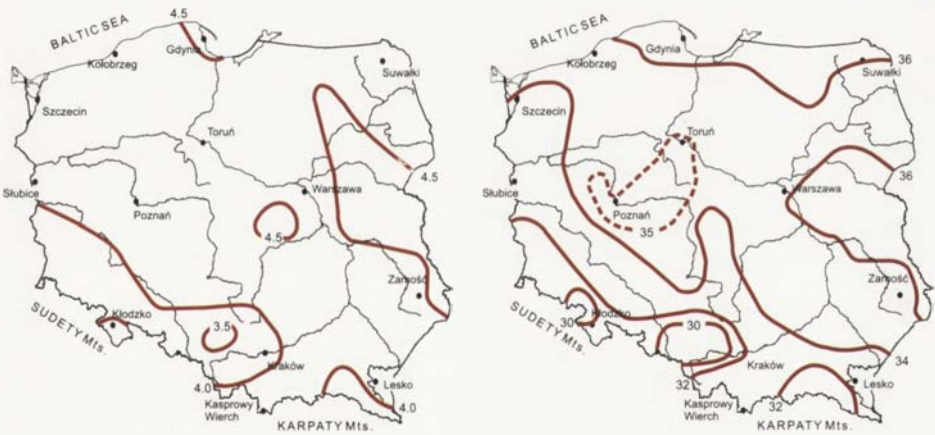 4.5
BALTIC SEA
Gdynia
Kołobrzeg
Suwałki
Szczecin
Toruń
4.5
Słubice
Warszawa
Poznań
4.5
Zamość
SUDETY Mts.
Kłodzko
3.5
Kraków
4.0
Lesko
Kasprowy
Wierch
4.0
KARPATY Mts.
BALTIC SEA
Gdynia
Kołobrzeg
36
Suwałki
Szczecin
Toruń
36
Słubice
Warszawa
Poznań
35
Zamość
SUDETY Mts.
Kłodzko
30
30
Kraków
34
32
Lesko
Kasprowy
Wierch
32
KARPATY Mts.